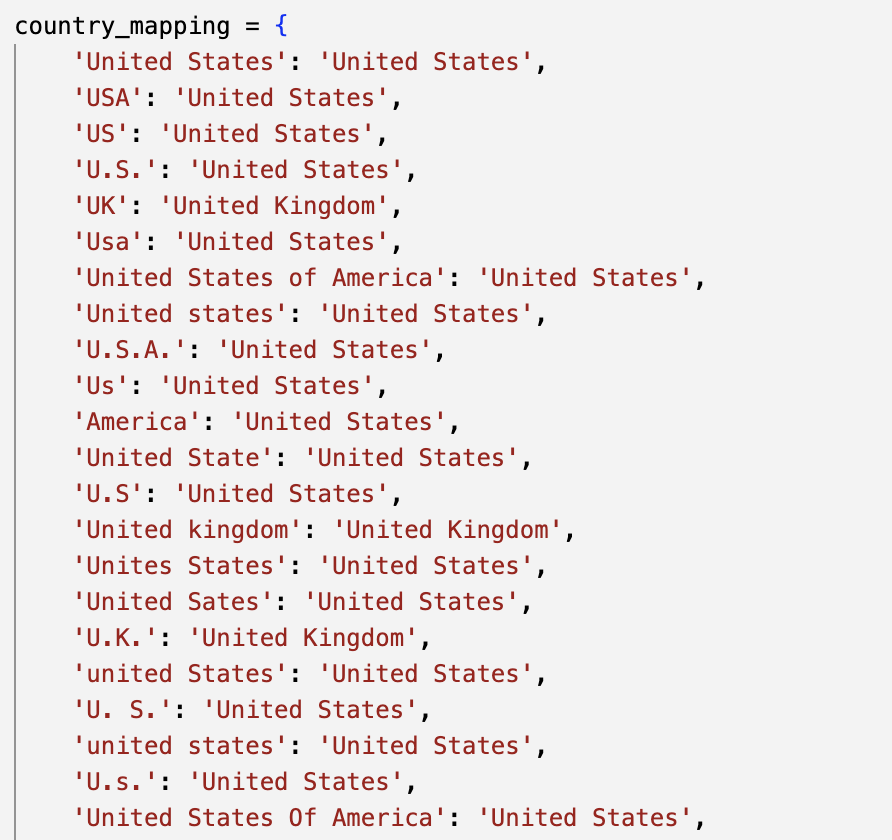 country_mapping = {
    'United States': 'United States',
    'USA': 'United States',
    'US': 'United States',
    'U.S.': 'United States',
    'UK': 'United Kingdom',
    'Usa': 'United States',
    'United States of America': 'United States',
    'United states': 'United States',
    'U.S.A.': 'United States',
    'Us': 'United States',
    'America': 'United States',
    'United State': 'United States',
    'U.S': 'United States',
    'United kingdom': 'United Kingdom',
    'Unites States': 'United States',
    'United Sates': 'United States',
    'U.K.': 'United Kingdom',
    'united States': 'United States',
    'U. S.': 'United States',
    'united states': 'United States',
    'U.s.': 'United States',
    'United States Of America': 'United States',